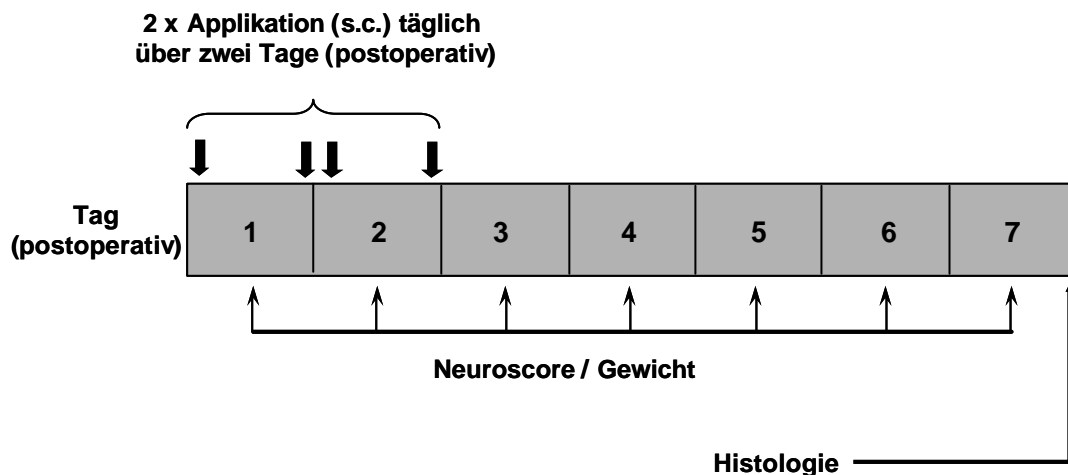 2 x Applikation (s.c.) täglich
über zwei Tage (postoperativ)
Tag
(postoperativ)
1 2 3 4 5 6 7
Neuroscore / Gewicht
Histologie